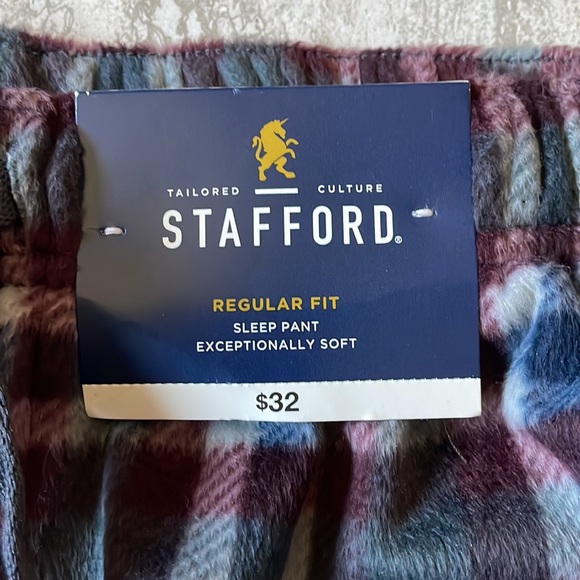 TAILORED CULTURE
STAFFORD®
REGULAR FIT
SLEEP PANT
EXCEPTIONALLY SOFT
$32